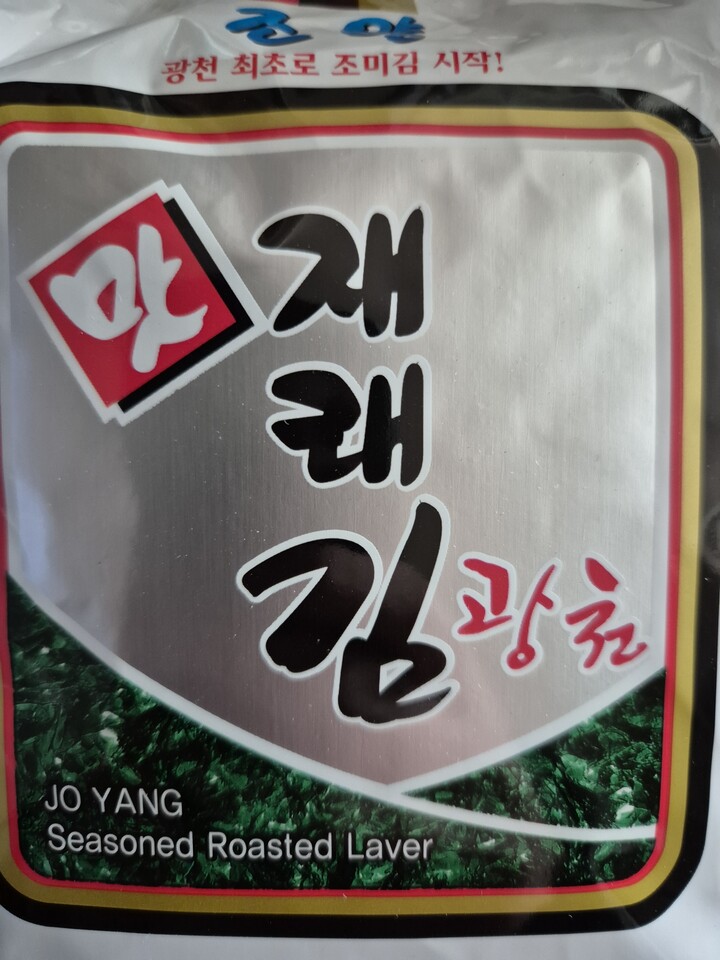 광천 최초로 조미김 시작!
김
재
래
김
광천
JO YANG
Seasoned Roasted Laver